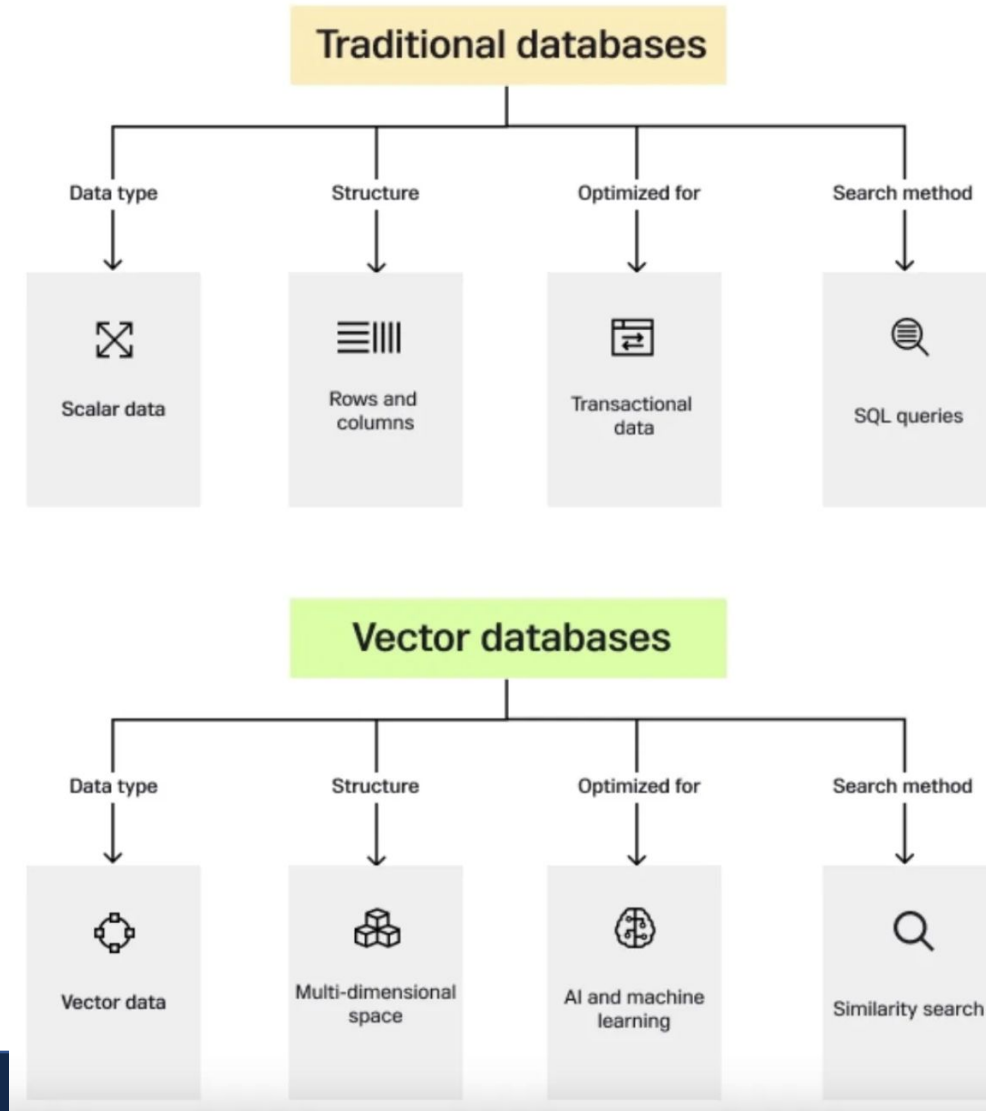 Traditional databases
Data type
Structure
Optimized for
Search method
Scalar data
Rows and
columns
Transactional
data
SQL queries
Vector databases
Data type
Structure
Optimized for
Search method
Vector data
Multi-dimensional
space
AI and machine
learning
Similarity search